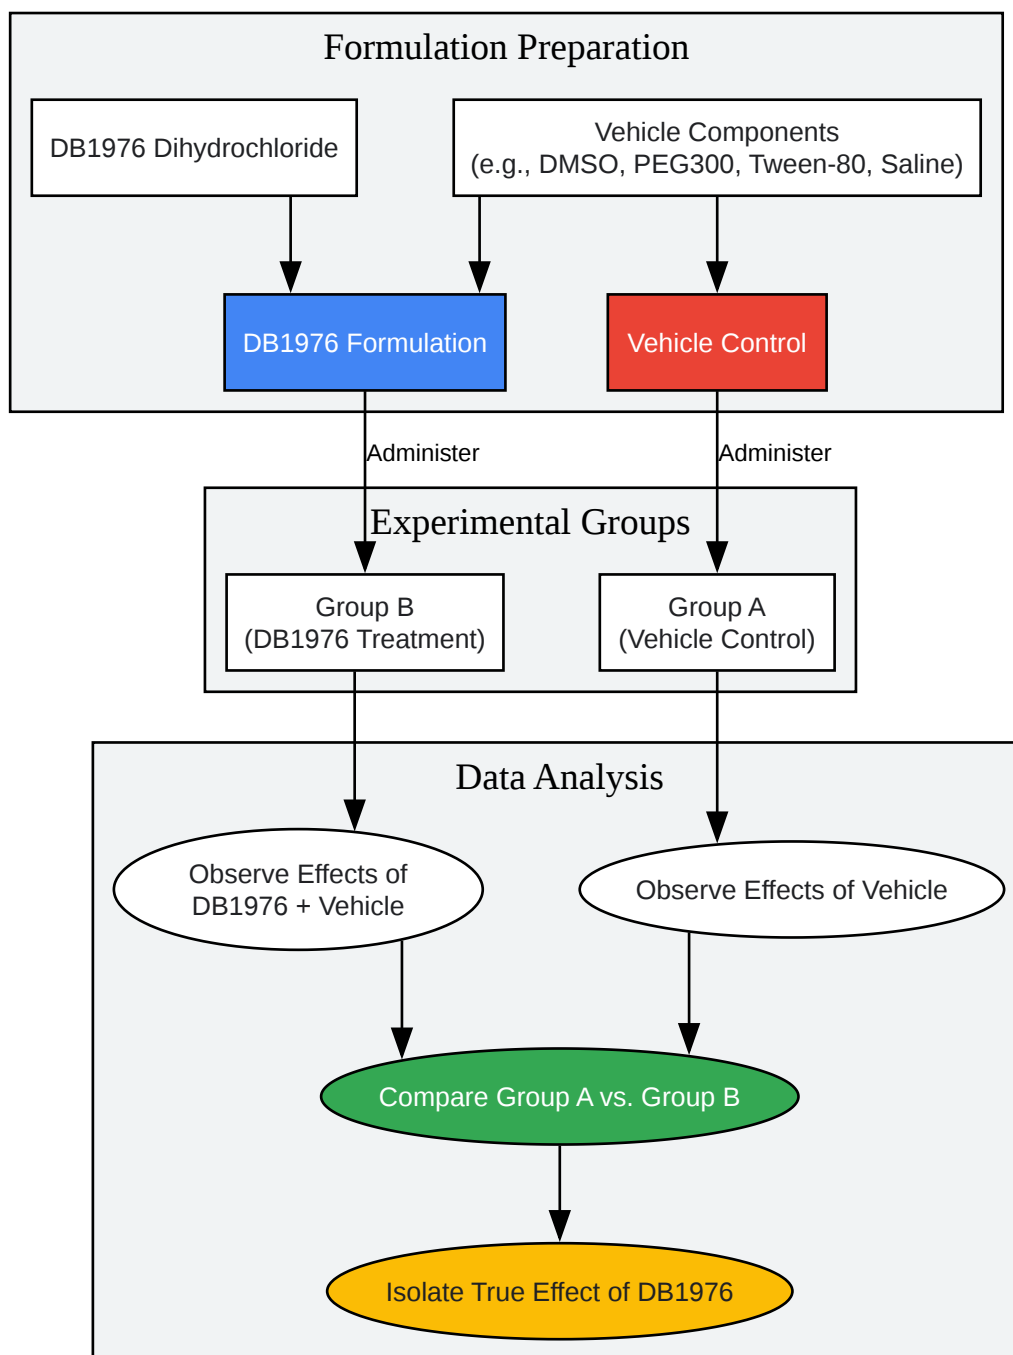 Formulation Preparation
DB1976 Dihydrochloride
Vehicle Components
(e.g., DMSO, PEG300, Tween-80, Saline)
DB1976 Formulation
Vehicle Control
Administer
Administer
Experimental Groups
Group B
(DB1976 Treatment)
Group A
(Vehicle Control)
Data Analysis
Observe Effects of
DB1976 + Vehicle
Observe Effects of Vehicle
Compare Group A vs. Group B
Isolate True Effect of DB1976